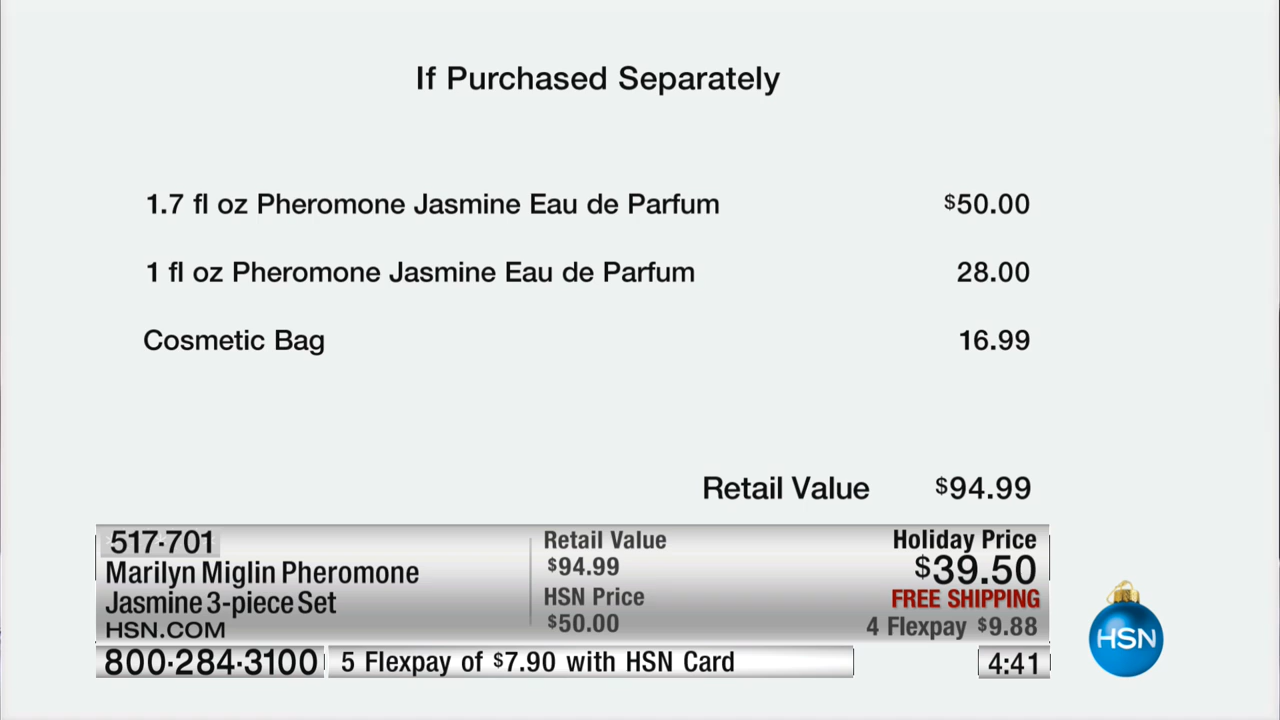 If Purchased Separately
1.7 fl oz Pheromone Jasmine Eau de Parfum $50.00
1 fl oz Pheromone Jasmine Eau de Parfum 28.00
Cosmetic Bag 16.99
Retail Value $94.99
517-701
Marilyn Miglin Pheromone
Jasmine 3-piece Set
HSN.COM
Retail Value
$94.99
HSN Price
$50.00
Holiday Price
$39.50
FREE SHIPPING
4 Flexpay $9.88
HSN
800·284·3100 5 Flexpay of $7.90 with HSN Card 4:41